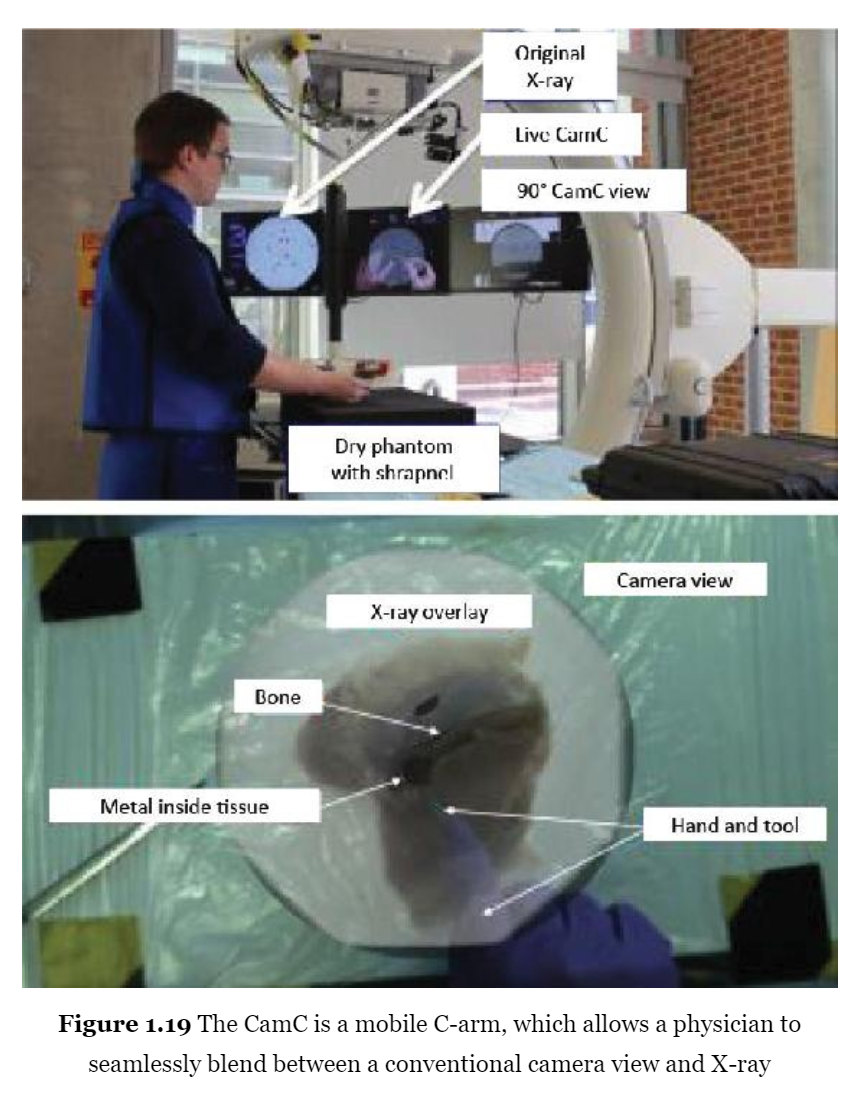 Original
X-ray
Live CamC
90° CamC view
Dry phantom
with shrapnel
Camera view
X-ray overlay
Bone
Metal inside tissue
Hand and tool
Figure 1.19 The CamC is a mobile C-arm, which allows a physician to
seamlessly blend between a conventional camera view and X-ray